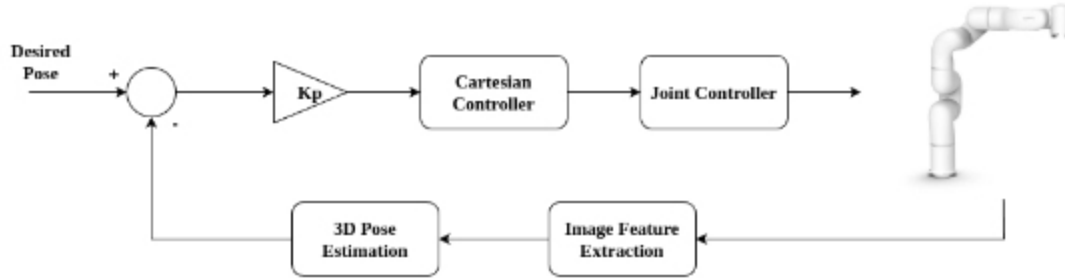 Desired
Pose
+
-
Kp
Cartesian
Controller
Joint Controller
3D Pose
Estimation
Image Feature
Extraction